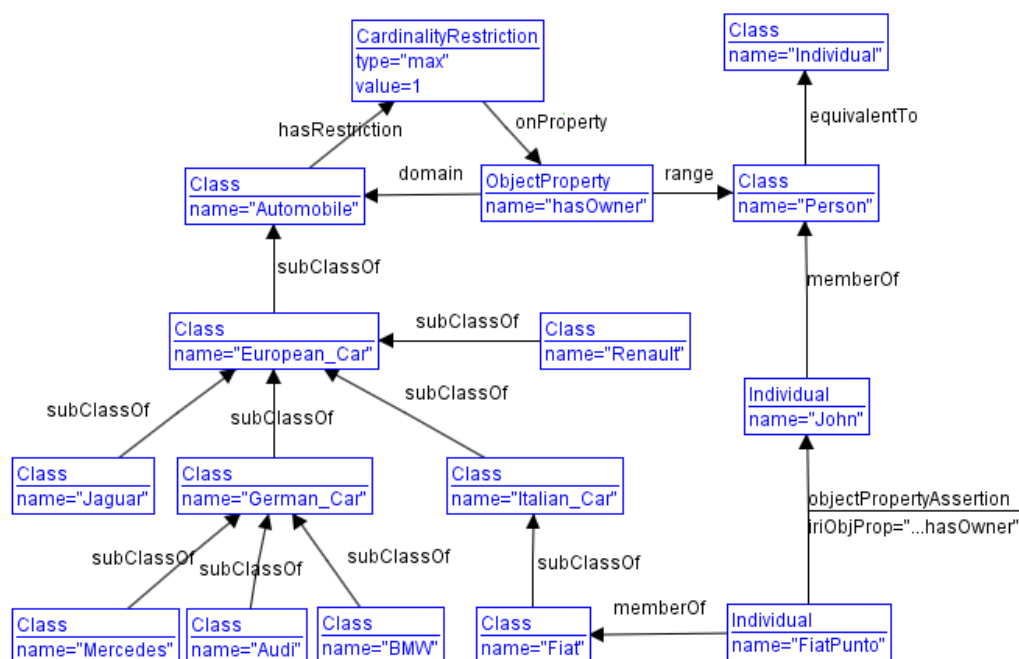 CardinalityRestriction
type="max"
value=1
Class
name="Individual"
hasRestriction
onProperty
equivalentTo
Class
name="Automobile"
domain
ObjectProperty
name="hasOwner"
range
Class
name="Person"
subClassOf
memberOf
Class
name="European_Car"
subClassOf
Class
name="Renault"
subClassOf
subClassOf
subClassOf
Individual
name="John"
Class
name="Jaguar"
Class
name="German_Car"
Class
name="Italian_Car"
objectPropertyAssertion
iriObjProp="...hasOwner"
subClassOf
subClassOf
subClassOf
subClassOf
Class
name="Mercedes"
Class
name="Audi"
Class
name="BMW"
Class
name="Fiat"
memberOf
Individual
name="FiatPunto"